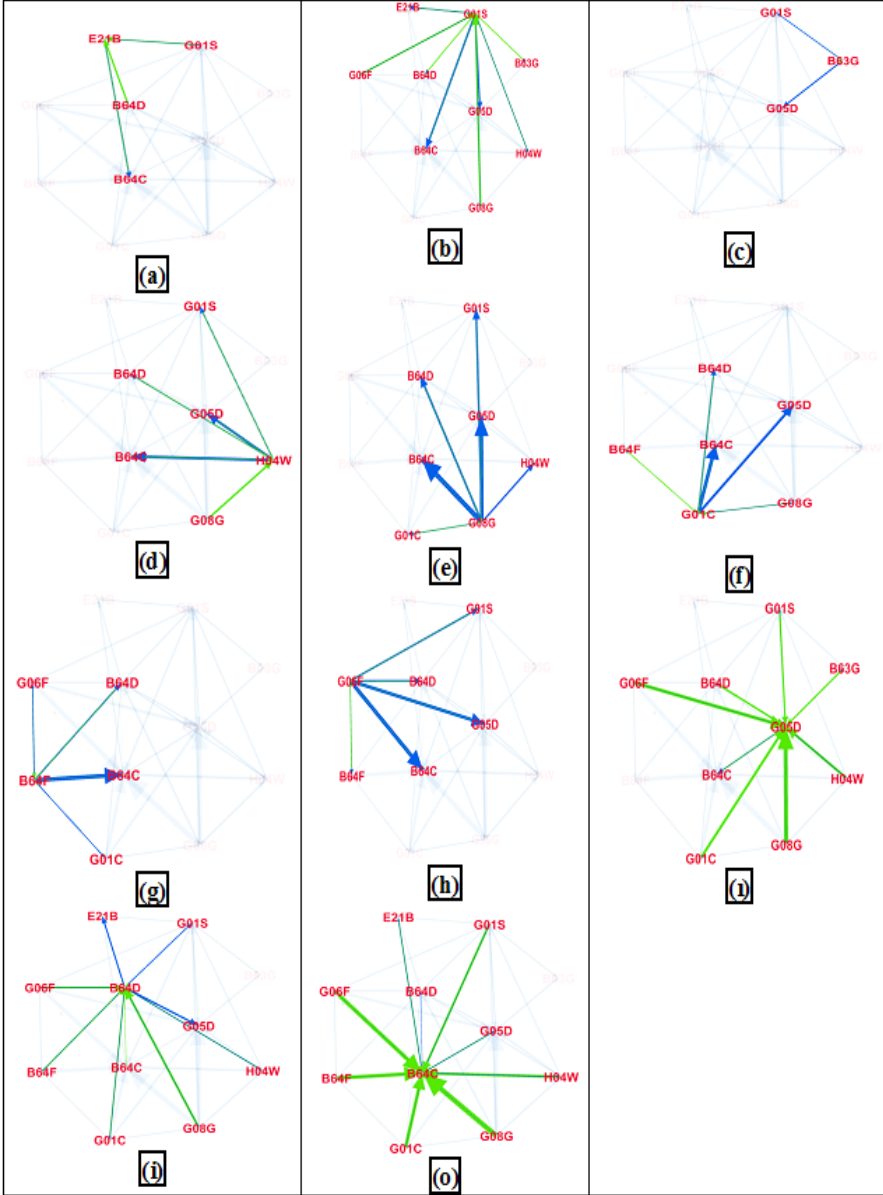 E21B
G01S
B64D
B64C
(a)
E21B
G01S
G06F
B64D
B63G
G05D
B64C
H04W
G08G
(b)
G01S
B63G
G05D
(c)
G01S
B64D
G05D
B64C
H04W
G08G
(d)
G01S
B64D
G05D
B64C
H04W
G01C
G08G
(e)
B64D
G05D
B64F
B64C
G01C
G08G
(f)
G06F
B64D
B64F
B64C
G01C
(g)
G01S
G06F
B64D
G05D
B64F
B64C
(h)
G01S
G06F
B64D
B63G
G05D
B64C
H04W
G01C
G08G
(ı)
E21B
G01S
G06F
B64D
G05D
B64F
B64C
H04W
G01C
G08G
(i)
E21B
G01S
G06F
B64D
G05D
B64F
B64C
H04W
G01C
G08G
(o)